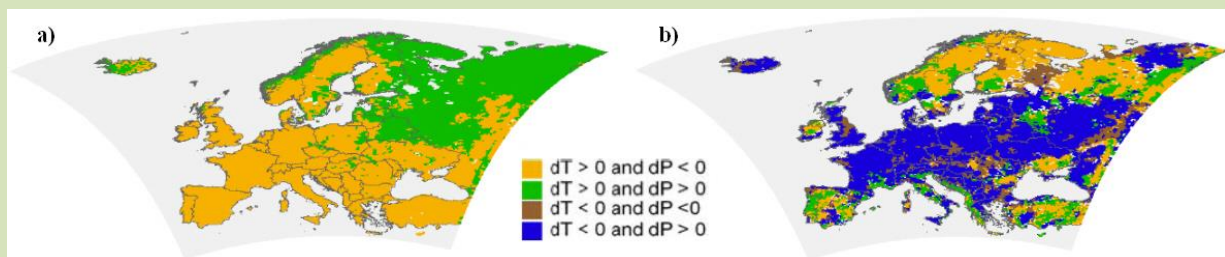 a)
b)
dT > 0 and dP < 0
dT > 0 and dP > 0
dT < 0 and dP <0
dT < 0 and dP > 0